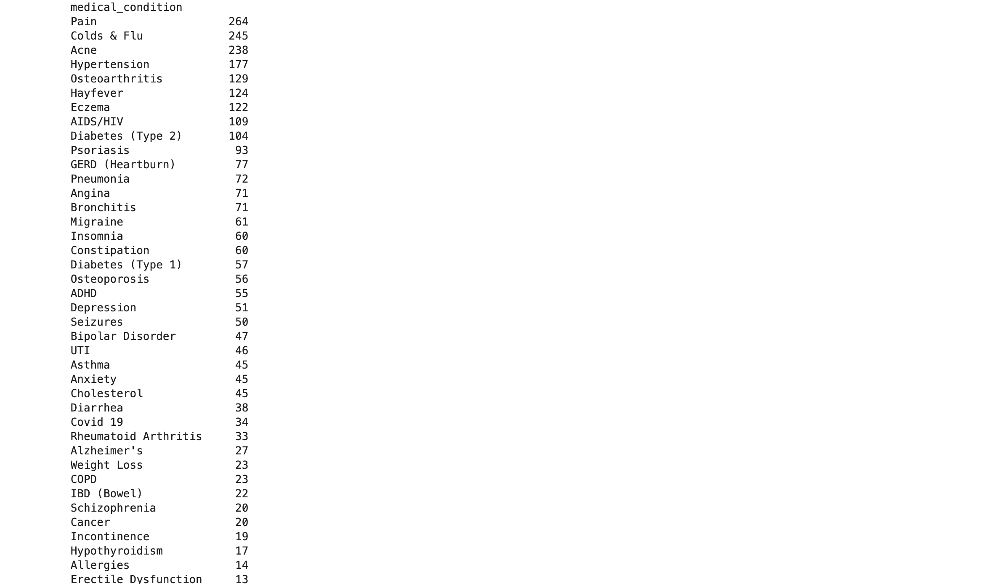 medical_condition
Pain 264
Colds & Flu 245
Acne 238
Hypertension 177
Osteoarthritis 129
Hayfever 124
Eczema 122
AIDS/HIV 109
Diabetes (Type 2) 104
Psoriasis 93
GERD (Heartburn) 77
Pneumonia 72
Angina 71
Bronchitis 71
Migraine 61
Insomnia 60
Constipation 60
Diabetes (Type 1) 57
Osteoporosis 56
ADHD 55
Depression 51
Seizures 50
Bipolar Disorder 47
UTI 46
Asthma 45
Anxiety 45
Cholesterol 45
Diarrhea 38
Covid 19 34
Rheumatoid Arthritis 33
Alzheimer's 27
Weight Loss 23
COPD 23
IBD (Bowel) 22
Schizophrenia 20
Cancer 20
Incontinence 19
Hypothyroidism 17
Allergies 14
Erectile Dysfunction 13